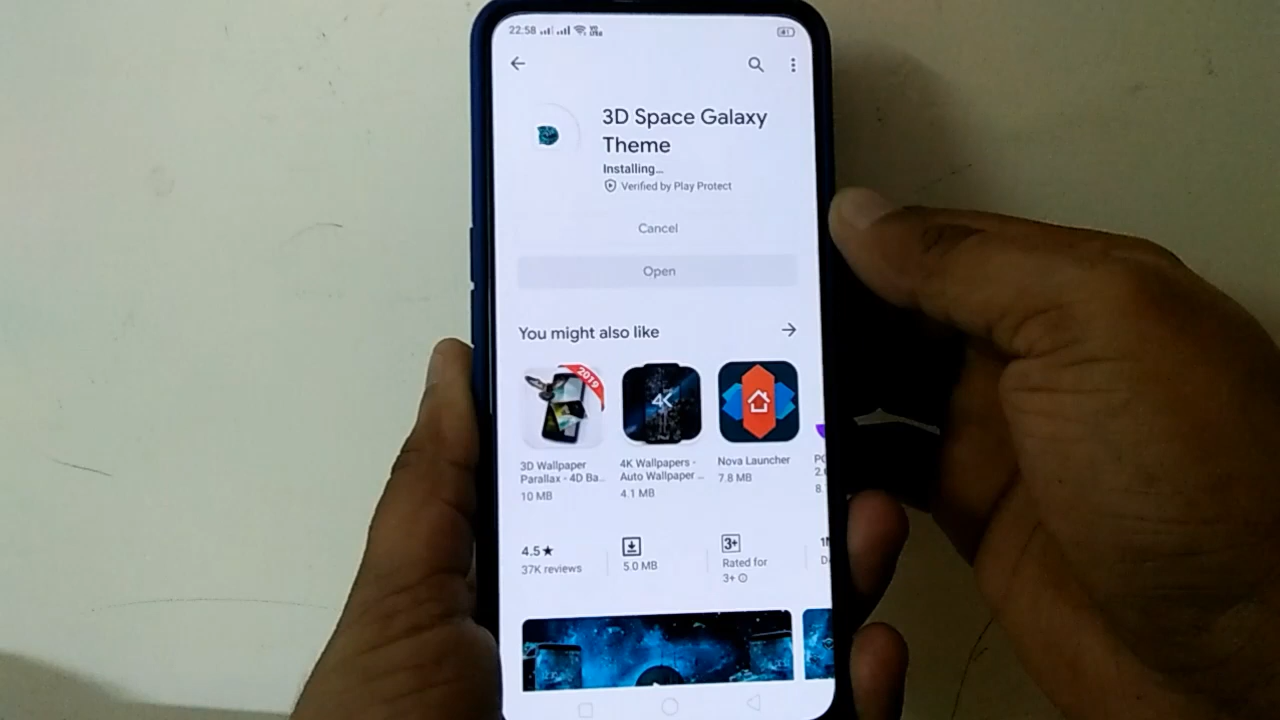 22:58
3D Space Galaxy
Theme
Installing...
Verified by Play Protect
Cancel
Open
You might also like
2019
4K
3D Wallpaper
Parallax - 4D Ba...
10 MB
4K Wallpapers -
Auto Wallpaper ...
4.1 MB
Nova Launcher
7.8 MB
4.5★
37K reviews
5.0 MB
3+
Rated for
3+